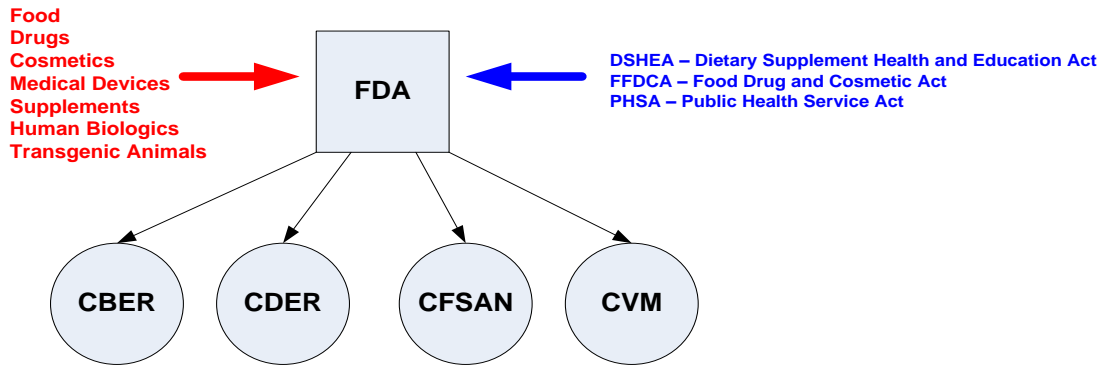 Food
Drugs
Cosmetics
Medical Devices
Supplements
Human Biologics
Transgenic Animals
FDA
DSHEA – Dietary Supplement Health and Education Act
FFDCA – Food Drug and Cosmetic Act
PHSA – Public Health Service Act
CBER
CDER
CFSAN
CVM